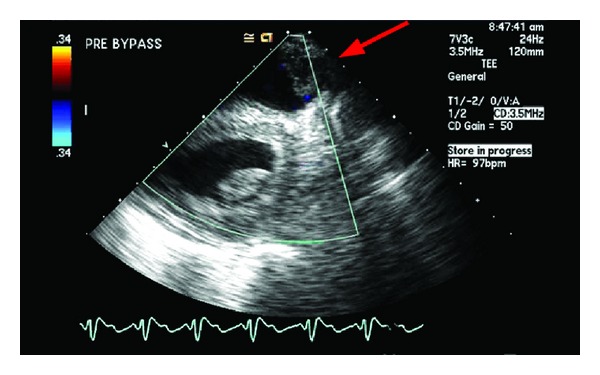 .34
.34
PRE BYPASS
8:47:41 am
7V3c 24Hz
3.5MHz 120mm
TEE
General
T1/-2/ 0/V:A
1/2 CD:3.5MHz
CD Gain = 50
Store in progress
HR= 97bpm